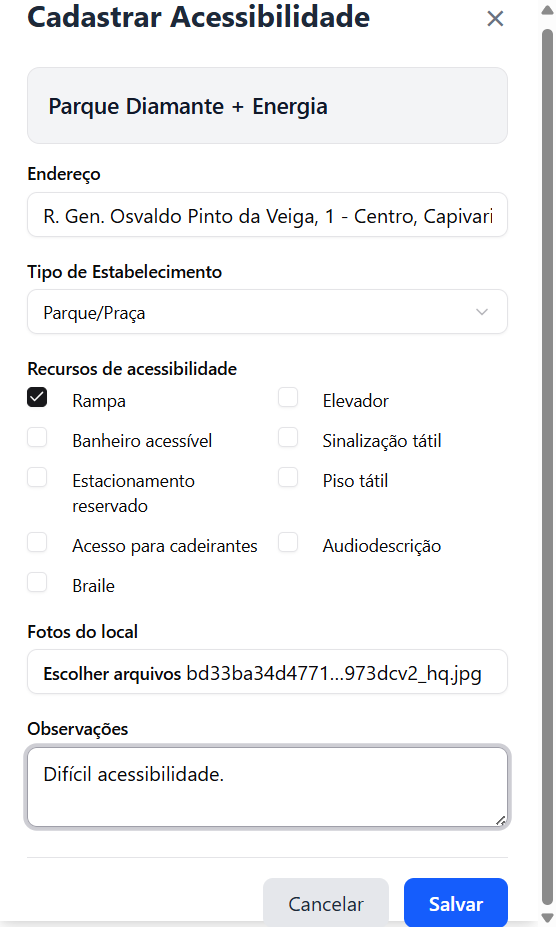 Cadastrar Acessibilidade
Parque Diamante + Energia
Endereço
R. Gen. Osvaldo Pinto da Veiga, 1 - Centro, Capivari
Tipo de Estabelecimento
Parque/Praça
Recursos de acessibilidade
Rampa
Elevador
Banheiro acessível
Sinalização tátil
Estacionamento
reservado
Piso tátil
Acesso para cadeirantes
Audiodescrição
Braile
Fotos do local
Escolher arquivos bd33ba34d4771...973dcv2_hq.jpg
Observações
Difícil acessibilidade.
Cancelar
Salvar